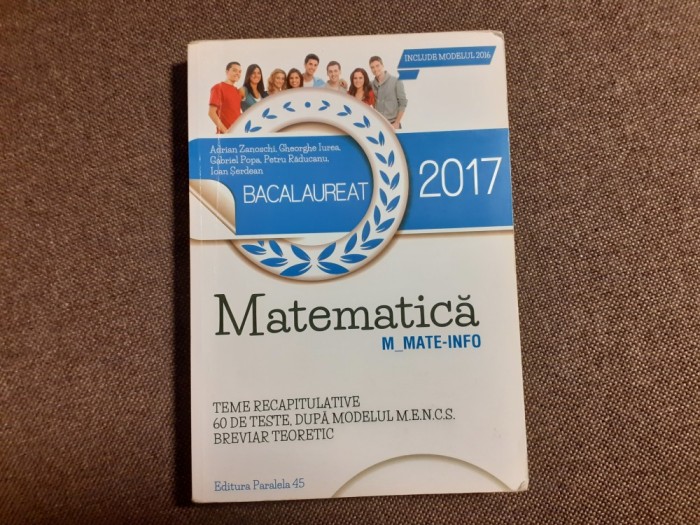 INCLUDE MODELUL 2016
Adrian Zanoschi, Gheorghe Iurea,
Gabriel Popa, Petru Răducanu,
Ioan Șerdean
BACALAUREAT
2017
Matematică
M_MATE-INFO
TEME RECAPITULATIVE
60 DE TESTE, DUPĂ MODELUL M.E.N.C.S.
BREVIAR TEORETIC
Editura Paralela 45